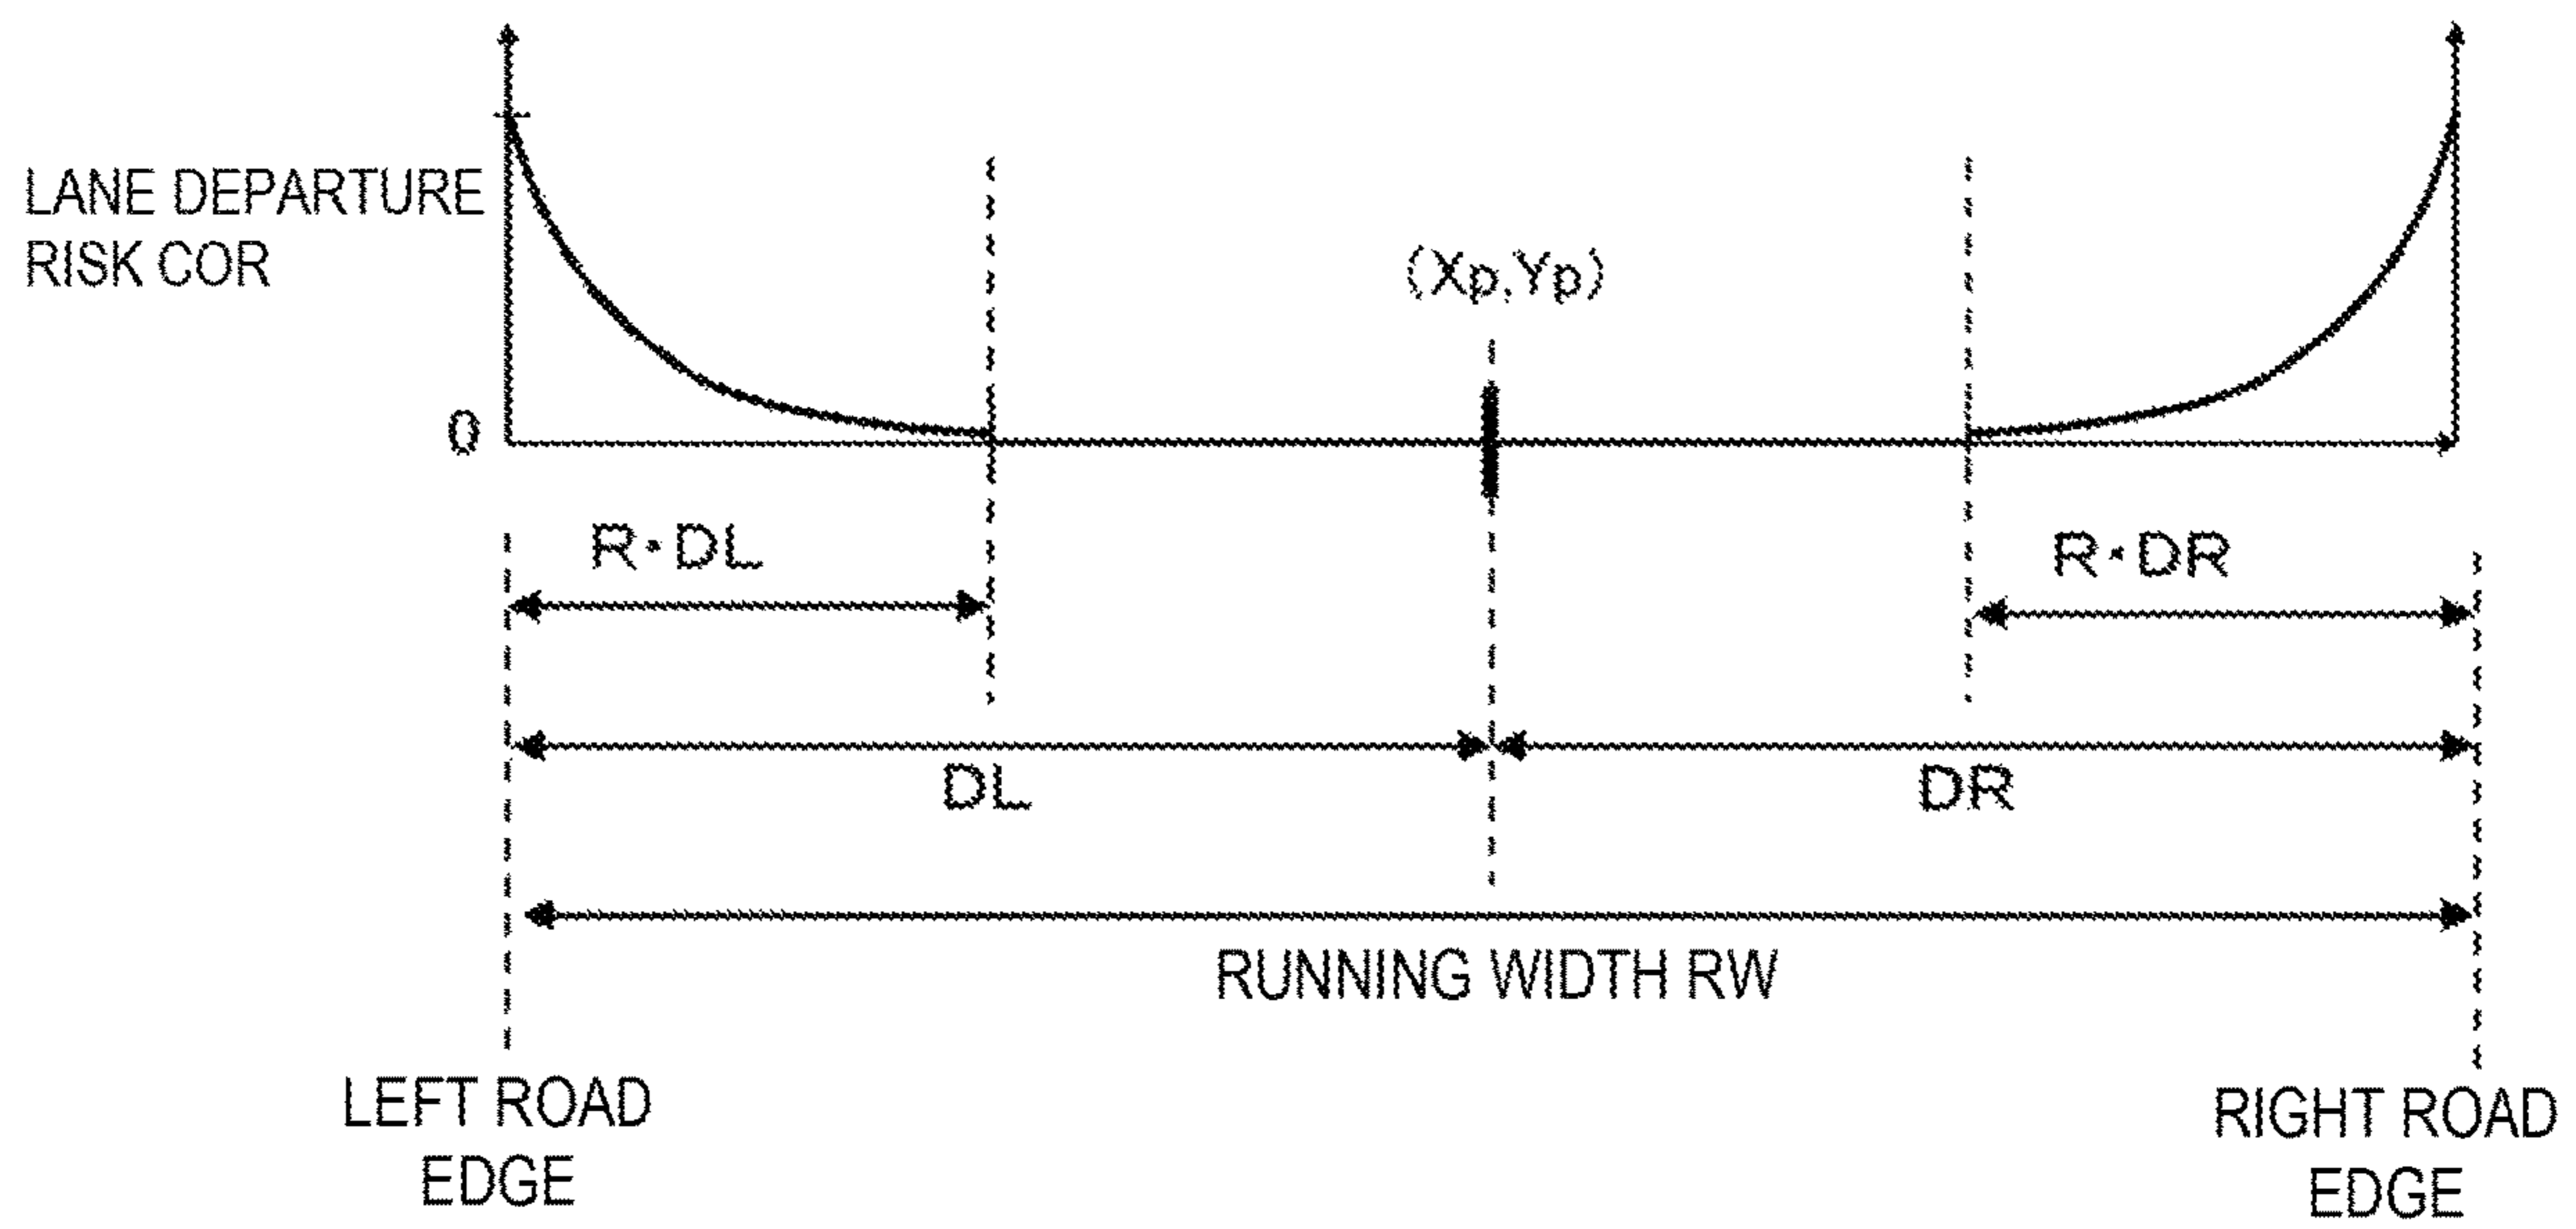 LANE DEPARTURE
RISK COR
(Xp,Yp)
0
R·DL
R·DR
DL
DR
RUNNING WIDTH RW
LEFT ROAD
EDGE
RIGHT ROAD
EDGE